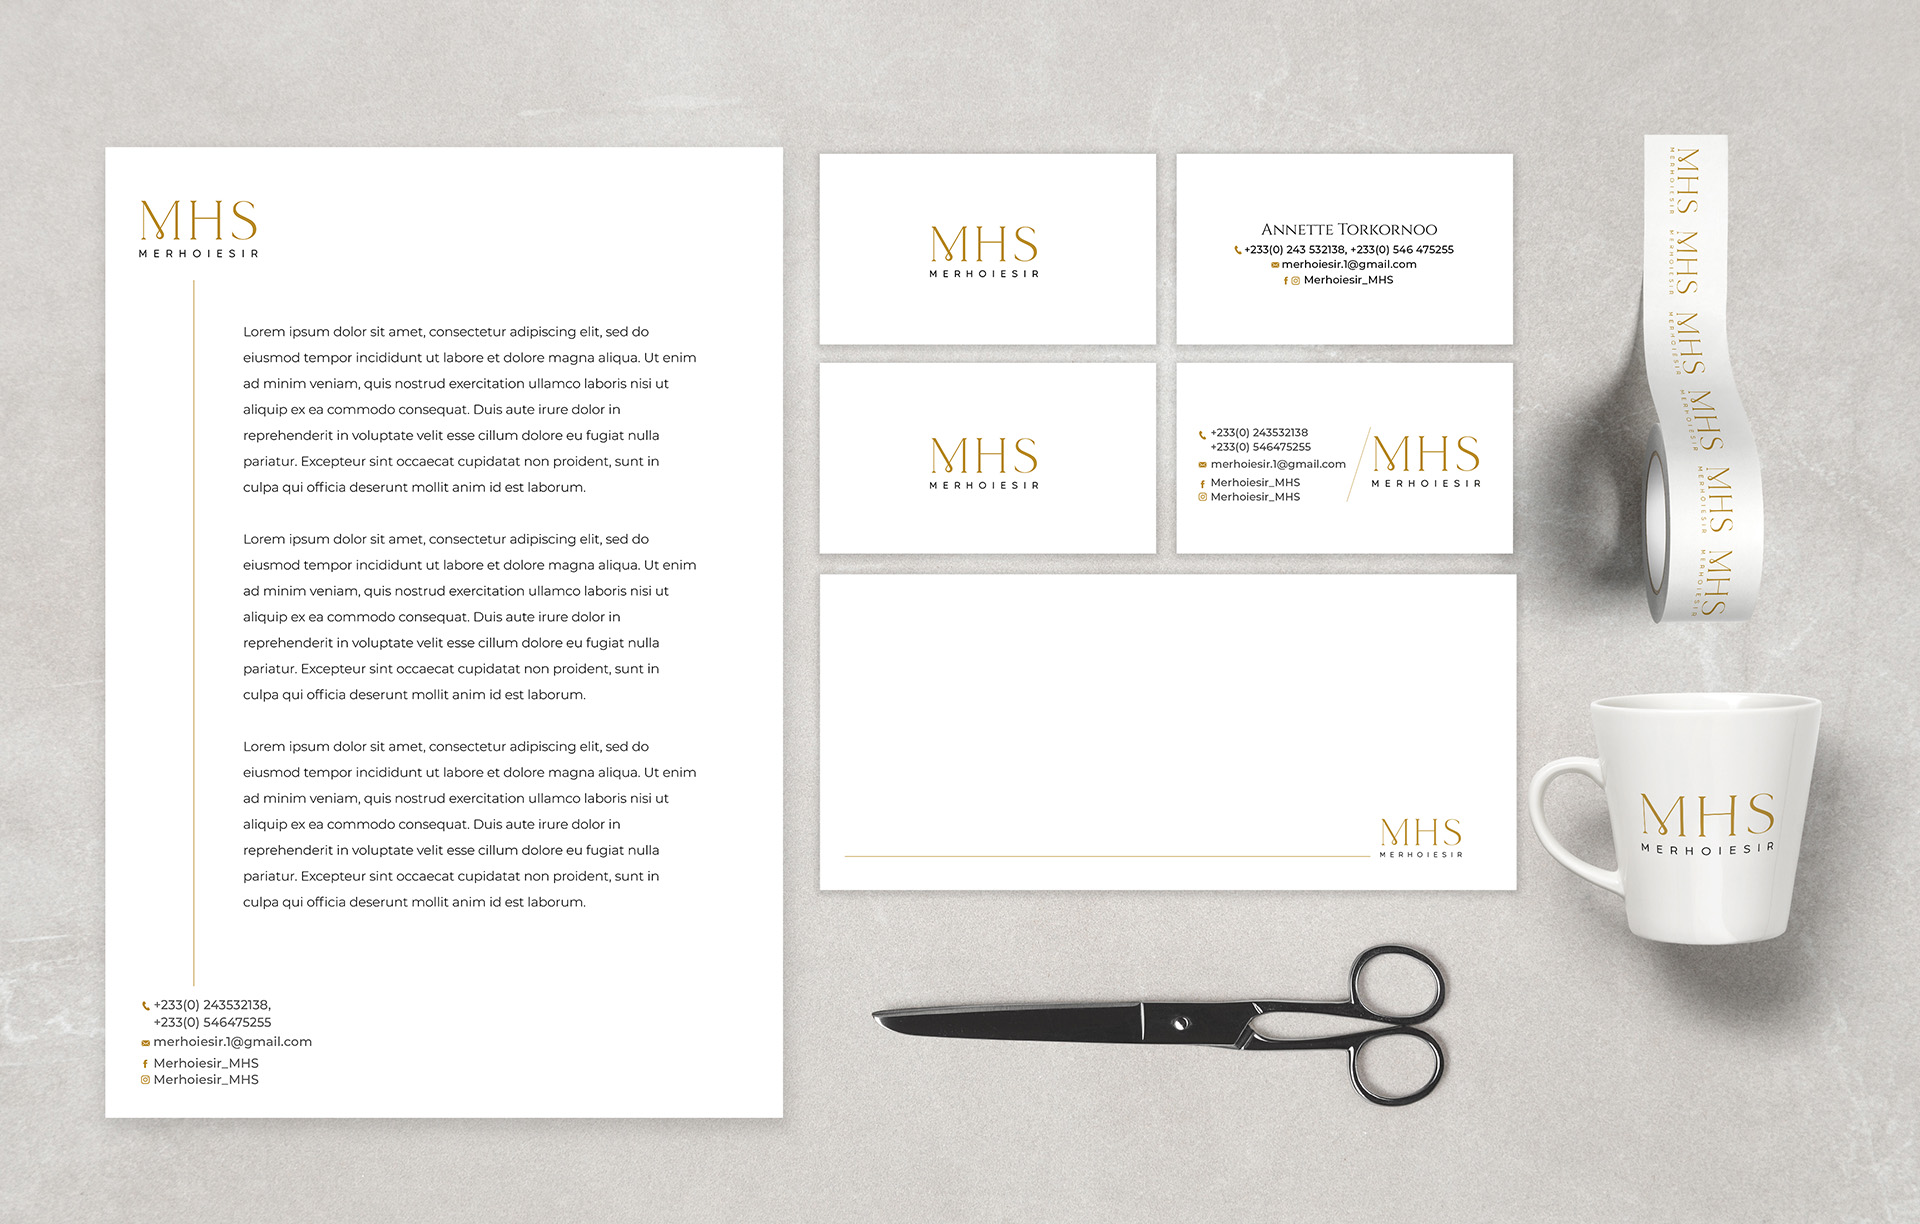 MHS
MERHOIESIR
Lorem ipsum dolor sit amet, consectetur adipiscing elit, sed do
eiusmod tempor incididunt ut labore et dolore magna aliqua. Ut enim
ad minim veniam, quis nostrud exercitation ullamco laboris nisi ut
aliquip ex ea commodo consequat. Duis aute irure dolor in
reprehenderit in voluptate velit esse cillum dolore eu fugiat nulla
pariatur. Excepteur sint occaecat cupidatat non proident, sunt in
culpa qui officia deserunt mollit anim id est laborum.
Lorem ipsum dolor sit amet, consectetur adipiscing elit, sed do
eiusmod tempor incididunt ut labore et dolore magna aliqua. Ut enim
ad minim veniam, quis nostrud exercitation ullamco laboris nisi ut
aliquip ex ea commodo consequat. Duis aute irure dolor in
reprehenderit in voluptate velit esse cillum dolore eu fugiat nulla
pariatur. Excepteur sint occaecat cupidatat non proident, sunt in
culpa qui officia deserunt mollit anim id est laborum.
Lorem ipsum dolor sit amet, consectetur adipiscing elit, sed do
eiusmod tempor incididunt ut labore et dolore magna aliqua. Ut enim
ad minim veniam, quis nostrud exercitation ullamco laboris nisi ut
aliquip ex ea commodo consequat. Duis aute irure dolor in
reprehenderit in voluptate velit esse cillum dolore eu fugiat nulla
pariatur. Excepteur sint occaecat cupidatat non proident, sunt in
culpa qui officia deserunt mollit anim id est laborum.
+233(0) 243532138,
+233(0) 546475255
merhoiesir.1@gmail.com
Merhoiesir_MHS
Merhoiesir_MHS
MHS
MERHOIESIR
Annette Torkornoo
+233(0) 243 532138, +233(0) 546 475255
merhoiesir.1@gmail.com
Merhoiesir_MHS
MHS
MERHOIESIR
+233(0) 243532138
+233(0) 546475255
merhoiesir.1@gmail.com
Merhoiesir_MHS
Merhoiesir_MHS
MHS
MERHOIESIR
MHS
MERHOIESIR
MHS
MERHOIESIR
MHS
MERHOIESIR
MHS
MERHOIESIR
MHS
MERHOIESIR
MHS
MERHOIESIR
MHS
MERHOIESIR
MHS
MERHOIESIR